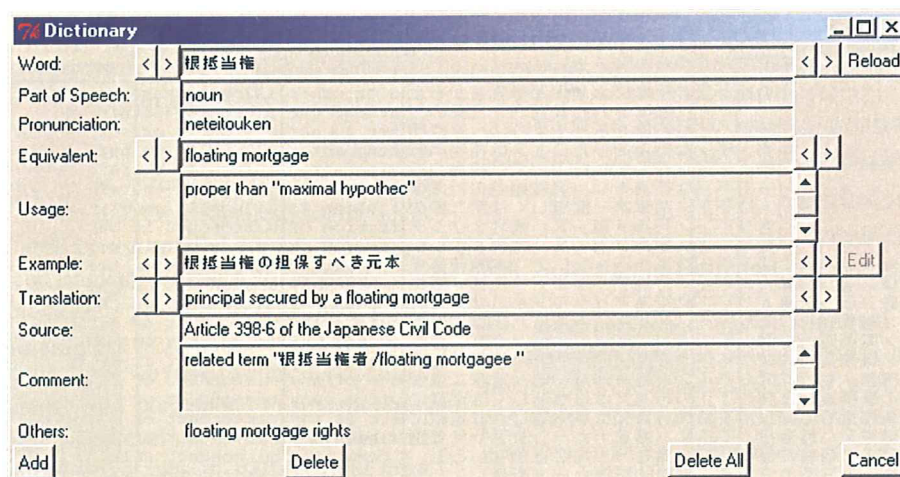 Dictionary
Word: < > 根抵当権 < > Reload
Part of Speech: noun
Pronunciation: neteitouken
Equivalent: < > floating mortgage < >
Usage: proper than "maximal hypothec"
Example: < > 根抵当権の担保すべき元本 < > Edit
Translation: < > principal secured by a floating mortgage < >
Source: Article 398-6 of the Japanese Civil Code
Comment: related term "根抵当権者 /floating mortgagee "
Others: floating mortgage rights
Add Delete Delete All Cancel